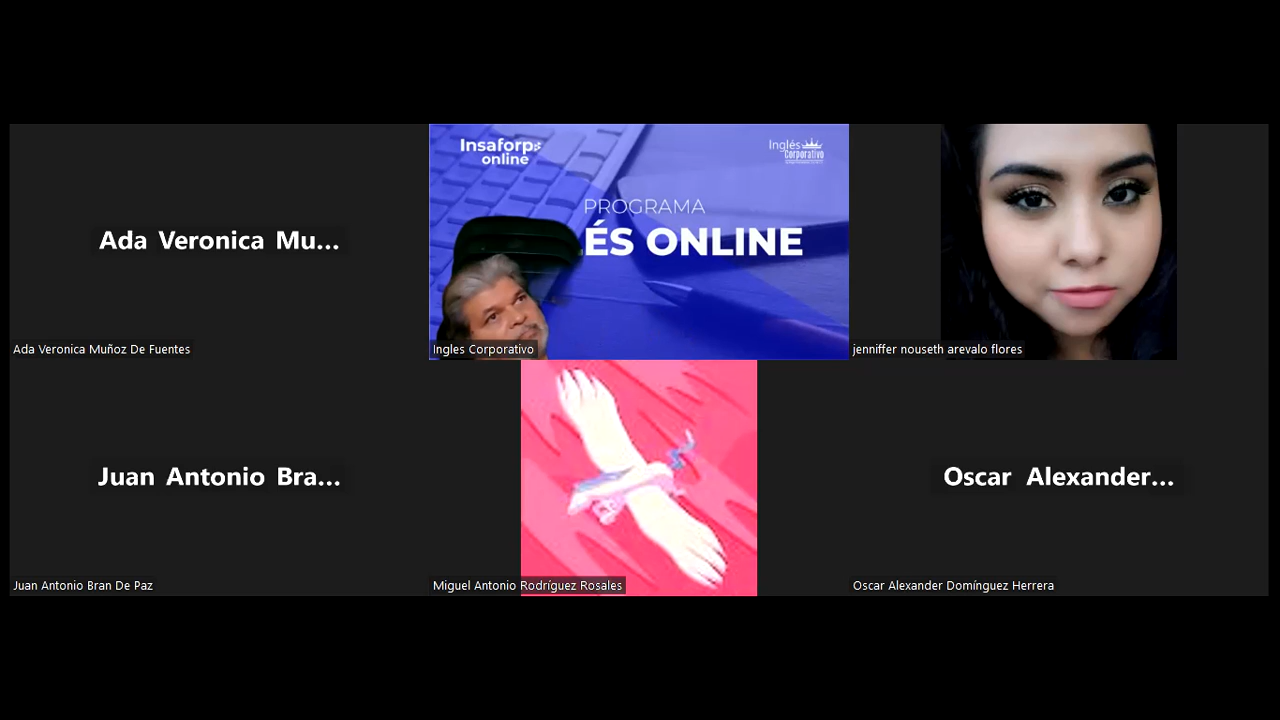 Ada Veronica Mu...
Ada Veronica Muñoz De Fuentes
Insaforp
online
Inglés
Corporativo
PROGRAMA
ÉS ONLINE
Ingles Corporativo
jenniffer nouseth arevalo flores
Juan Antonio Bra...
Juan Antonio Bran De Paz
Miguel Antonio Rodríguez Rosales
Oscar Alexander...
Oscar Alexander Domínguez Herrera